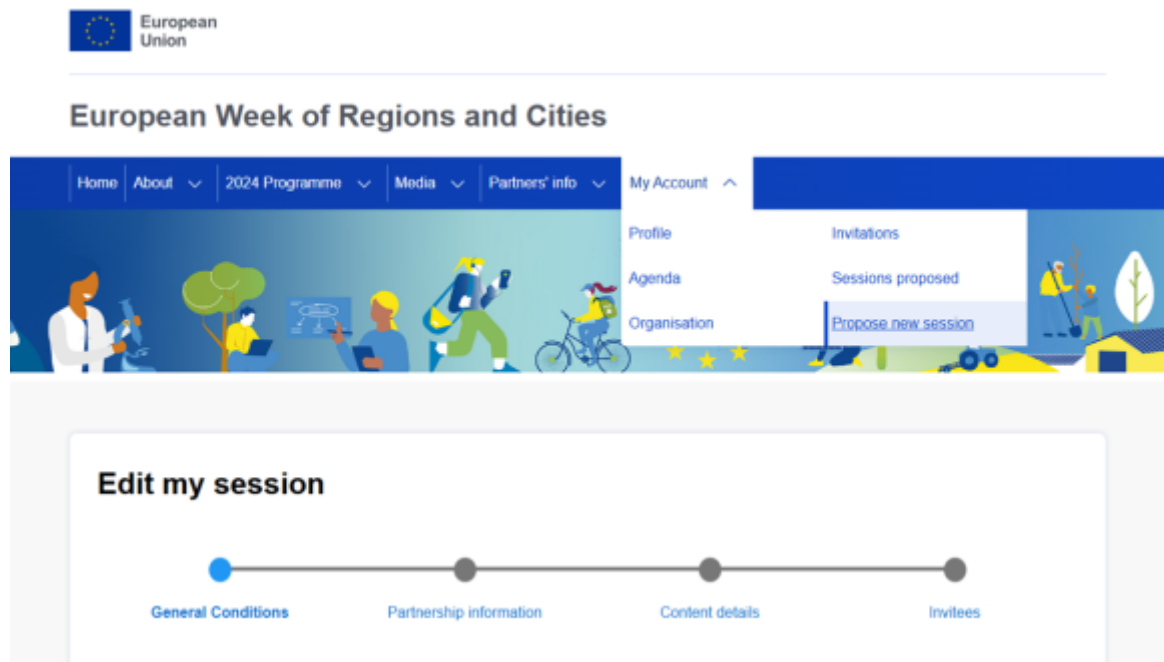 European
Union
European Week of Regions and Cities
Home About 2024 Programme Media Partners' info My Account
Profile Invitations
Agenda Sessions proposed
Organisation Propose new session
Edit my session
General Conditions Partnership information Content details Invitees